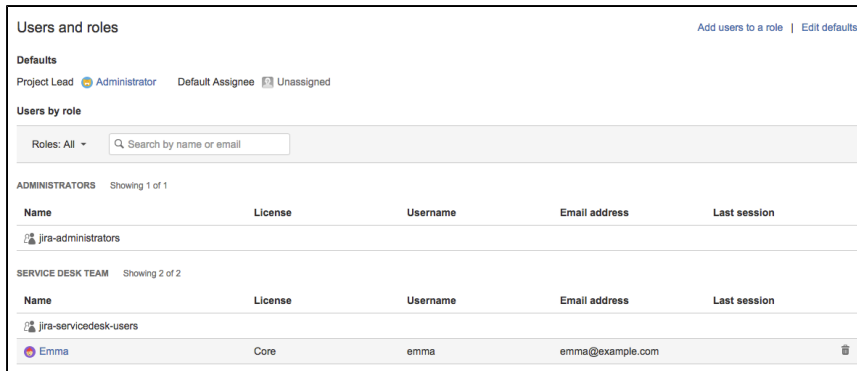 Users and roles Add users to a role | Edit defaults
Defaults
Project Lead Administrator Default Assignee Unassigned
Users by role
Roles: All Search by name or email
ADMINISTRATORS Showing 1 of 1
Name License Username Email address Last session
jira-administrators
SERVICE DESK TEAM Showing 2 of 2
Name License Username Email address Last session
jira-servicedesk-users
Emma Core emma emma@example.com